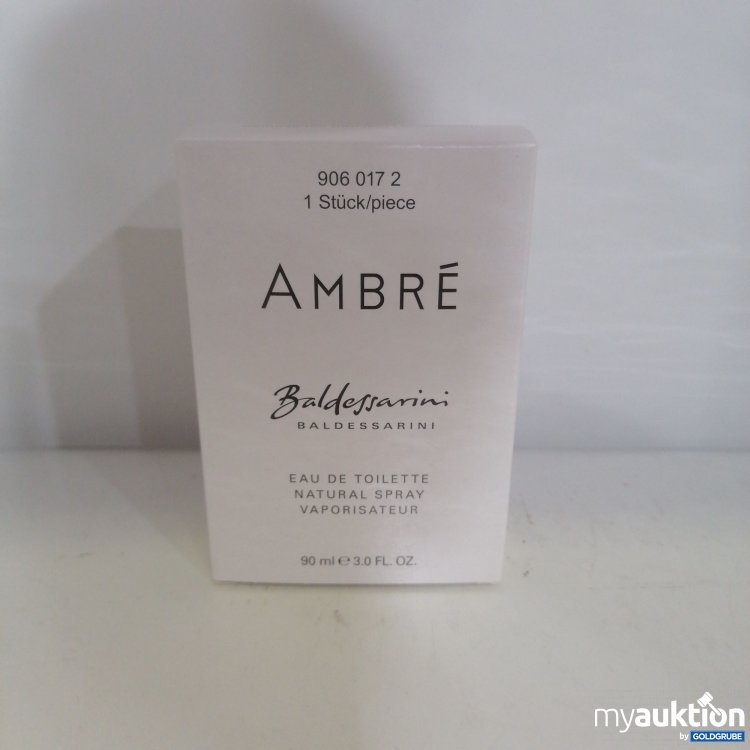 906 017 2
1 Stück/piece
AMBRÉ
Baldessarini
BALDESSARINI
EAU DE TOILETTE
NATURAL SPRAY
VAPORISATEUR
90 ml ℮ 3.0 FL. OZ.
myauktion
by GOLDGRUBE